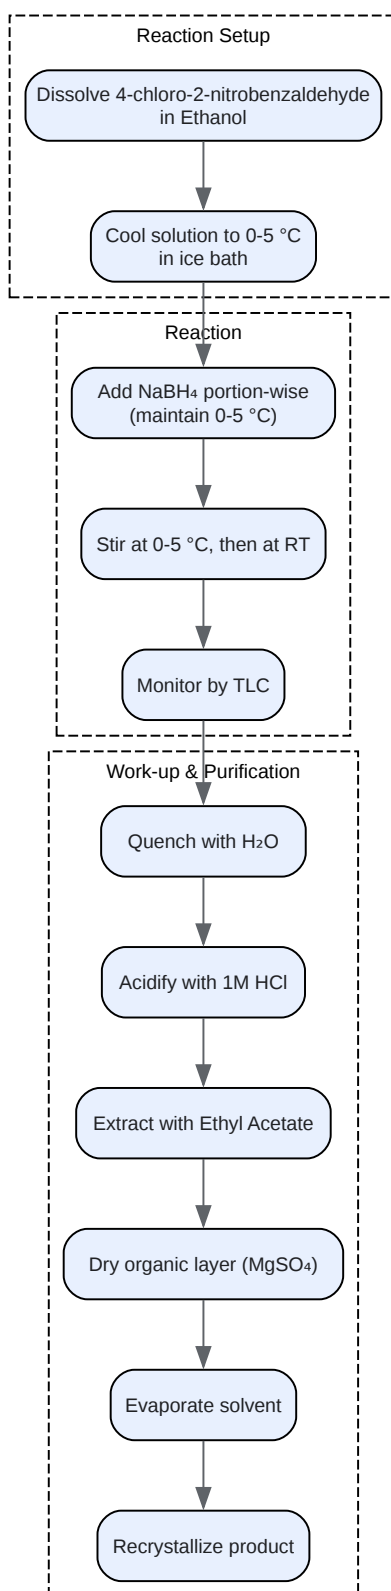 Reaction Setup
Dissolve 4-chloro-2-nitrobenzaldehyde
in Ethanol
Cool solution to 0-5 °C
in ice bath
Reaction
Add NaBH₄ portion-wise
(maintain 0-5 °C)
Stir at 0-5 °C, then at RT
Monitor by TLC
Work-up & Purification
Quench with H₂O
Acidify with 1M HCl
Extract with Ethyl Acetate
Dry organic layer (MgSO₄)
Evaporate solvent
Recrystallize product